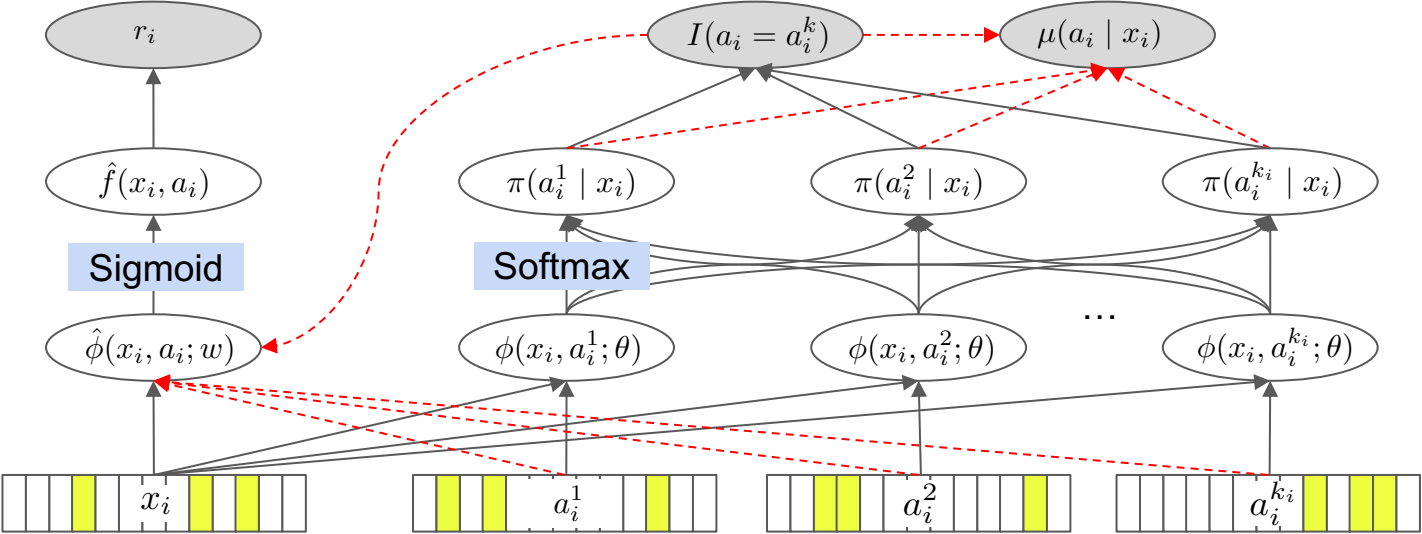 r_i I(a_i = a_i^k) μ(a_i | x_i)
f̂(x_i, a_i) π(a_i^1 | x_i) π(a_i^2 | x_i) π(a_i^{k_i} | x_i)
Sigmoid Softmax
...
φ̂(x_i, a_i; w) φ(x_i, a_i^1; θ) φ(x_i, a_i^2; θ) φ(x_i, a_i^{k_i}; θ)
x_i a_i^1 a_i^2 a_i^{k_i}